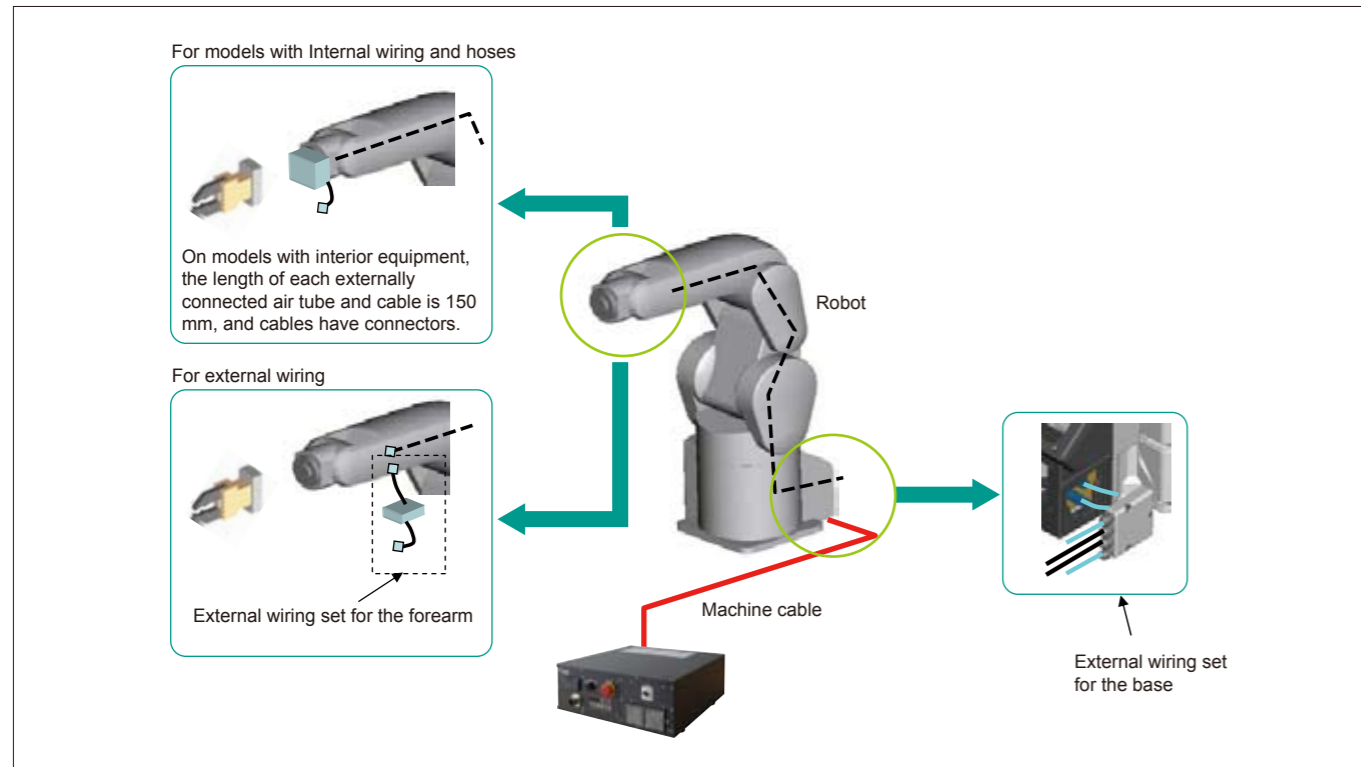 For models with Internal wiring and hoses
On models with interior equipment,
the length of each externally
connected air tube and cable is 150
mm, and cables have connectors.
Robot
For external wiring
External wiring set for the forearm
Machine cable
External wiring set
for the base